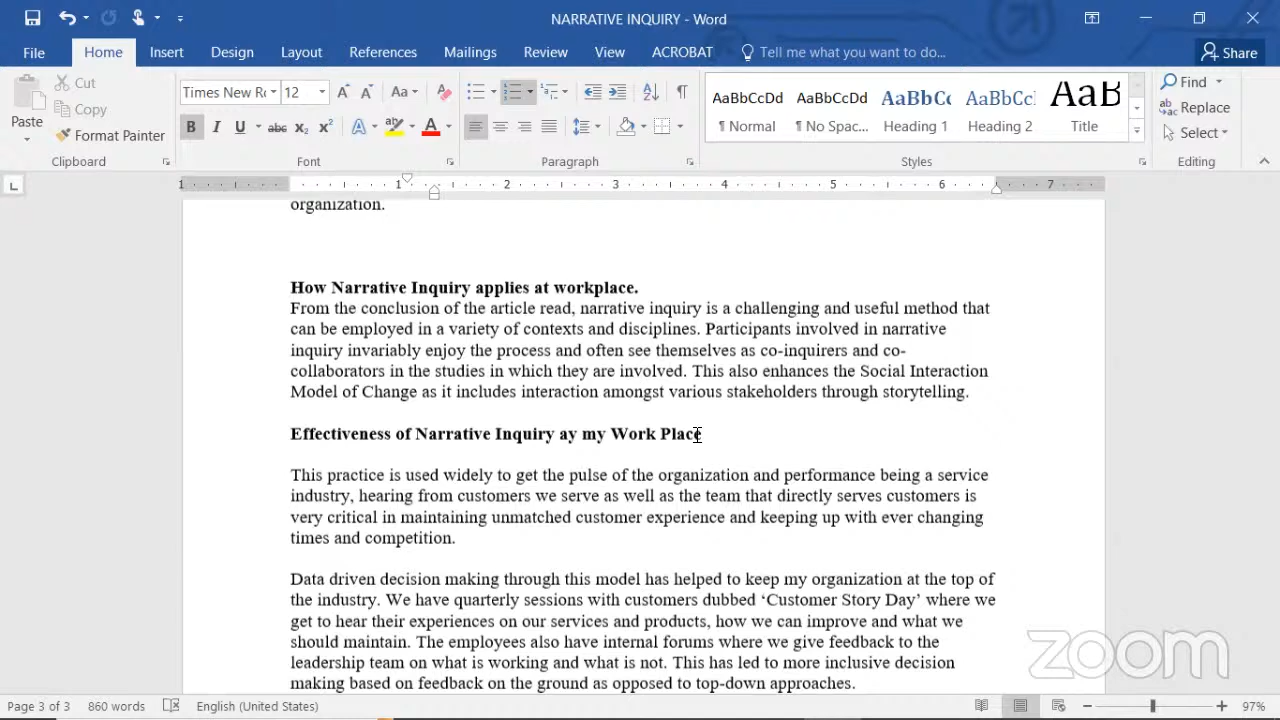 NARRATIVE INQUIRY - Word
File Home Insert Design Layout References Mailings Review View ACROBAT Tell me what you want to do... Share
Paste Cut Copy Format Painter
Times New R 12
AaBbCcDd AaBbCcDd AaBbCc AaBbCc AaB
¶ Normal ¶ No Spac... Heading 1 Heading 2 Title
Find Replace Select
Clipboard Font Paragraph Styles Editing
1 1 2 3 4 5 6 7
organization.
How Narrative Inquiry applies at workplace.
From the conclusion of the article read, narrative inquiry is a challenging and useful method that
can be employed in a variety of contexts and disciplines. Participants involved in narrative
inquiry invariably enjoy the process and often see themselves as co-inquirers and co-
collaborators in the studies in which they are involved. This also enhances the Social Interaction
Model of Change as it includes interaction amongst various stakeholders through storytelling.
Effectiveness of Narrative Inquiry ay my Work Place
This practice is used widely to get the pulse of the organization and performance being a service
industry, hearing from customers we serve as well as the team that directly serves customers is
very critical in maintaining unmatched customer experience and keeping up with ever changing
times and competition.
Data driven decision making through this model has helped to keep my organization at the top of
the industry. We have quarterly sessions with customers dubbed ‘Customer Story Day’ where we
get to hear their experiences on our services and products, how we can improve and what we
should maintain. The employees also have internal forums where we give feedback to the
leadership team on what is working and what is not. This has led to more inclusive decision
making based on feedback on the ground as opposed to top-down approaches.
zoom
Page 3 of 3 860 words English (United States) 97%